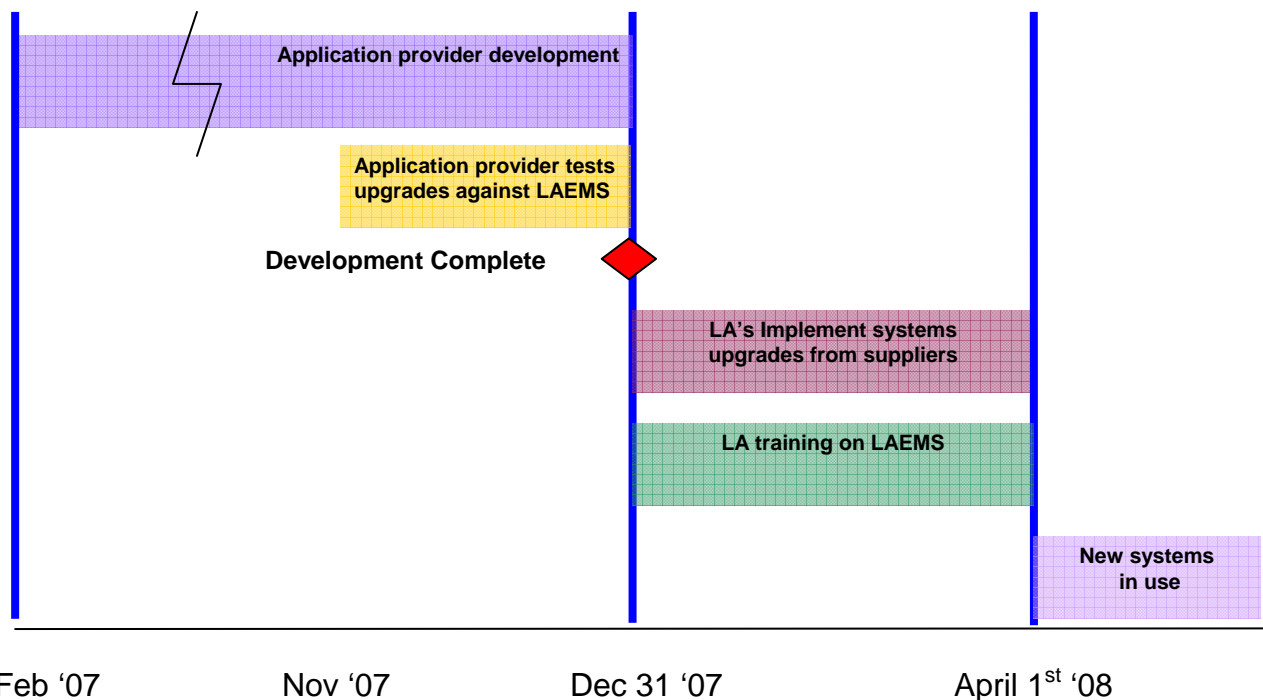 Application provider development
Application provider tests
upgrades against LAEMS
Development Complete
LA’s Implement systems
upgrades from suppliers
LA training on LAEMS
New systems
in use
Feb ‘07
Nov ‘07
Dec 31 ‘07
April 1st ‘08